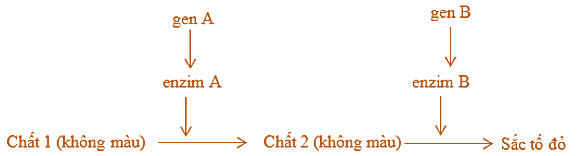 gen A
gen B
enzim A
enzim B
Chất 1 (không màu)
Chất 2 (không màu)
Sắc tố đỏ